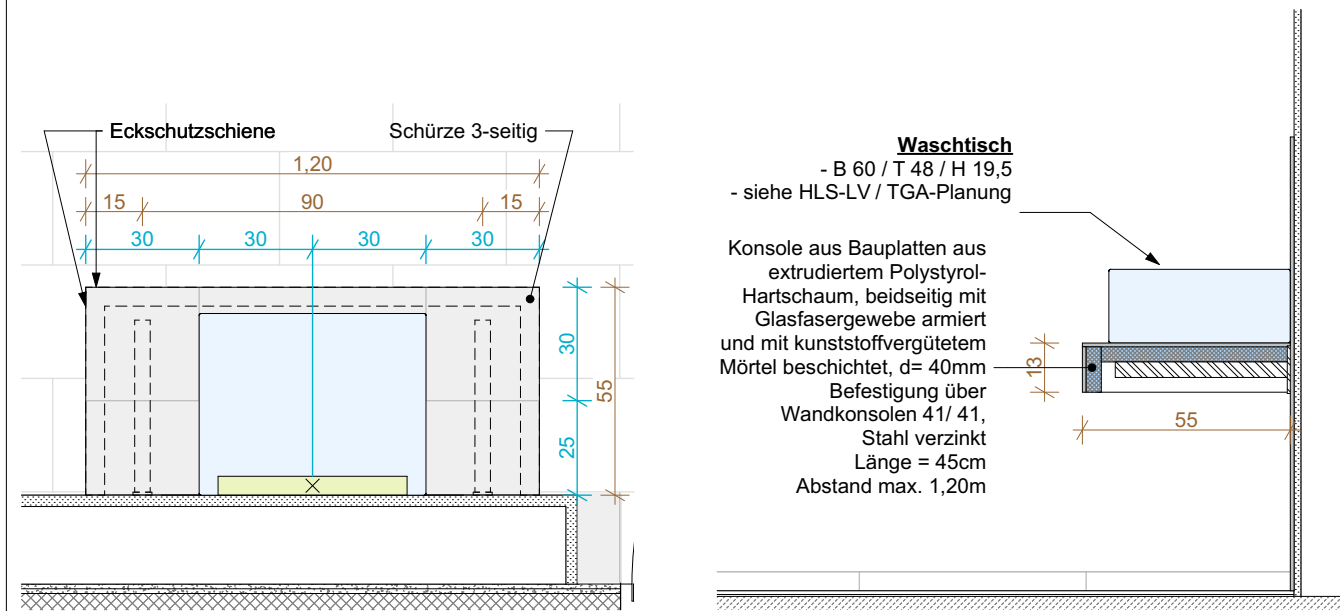 Eckschutzschiene
Schürze 3-seitig
1,20
15
90
15
30
30
30
30
30
55
25
Waschtisch
- B 60 / T 48 / H 19,5
- siehe HLS-LV / TGA-Planung
Konsole aus Bauplatten aus
extrudiertem Polystyrol-
Hartschaum, beidseitig mit
Glasfasergewebe armiert
und mit kunststoffvergütetem
Mörtel beschichtet, d= 40mm
Befestigung über
Wandkonsolen 41/ 41,
Stahl verzinkt
Länge = 45cm
Abstand max. 1,20m
13
55